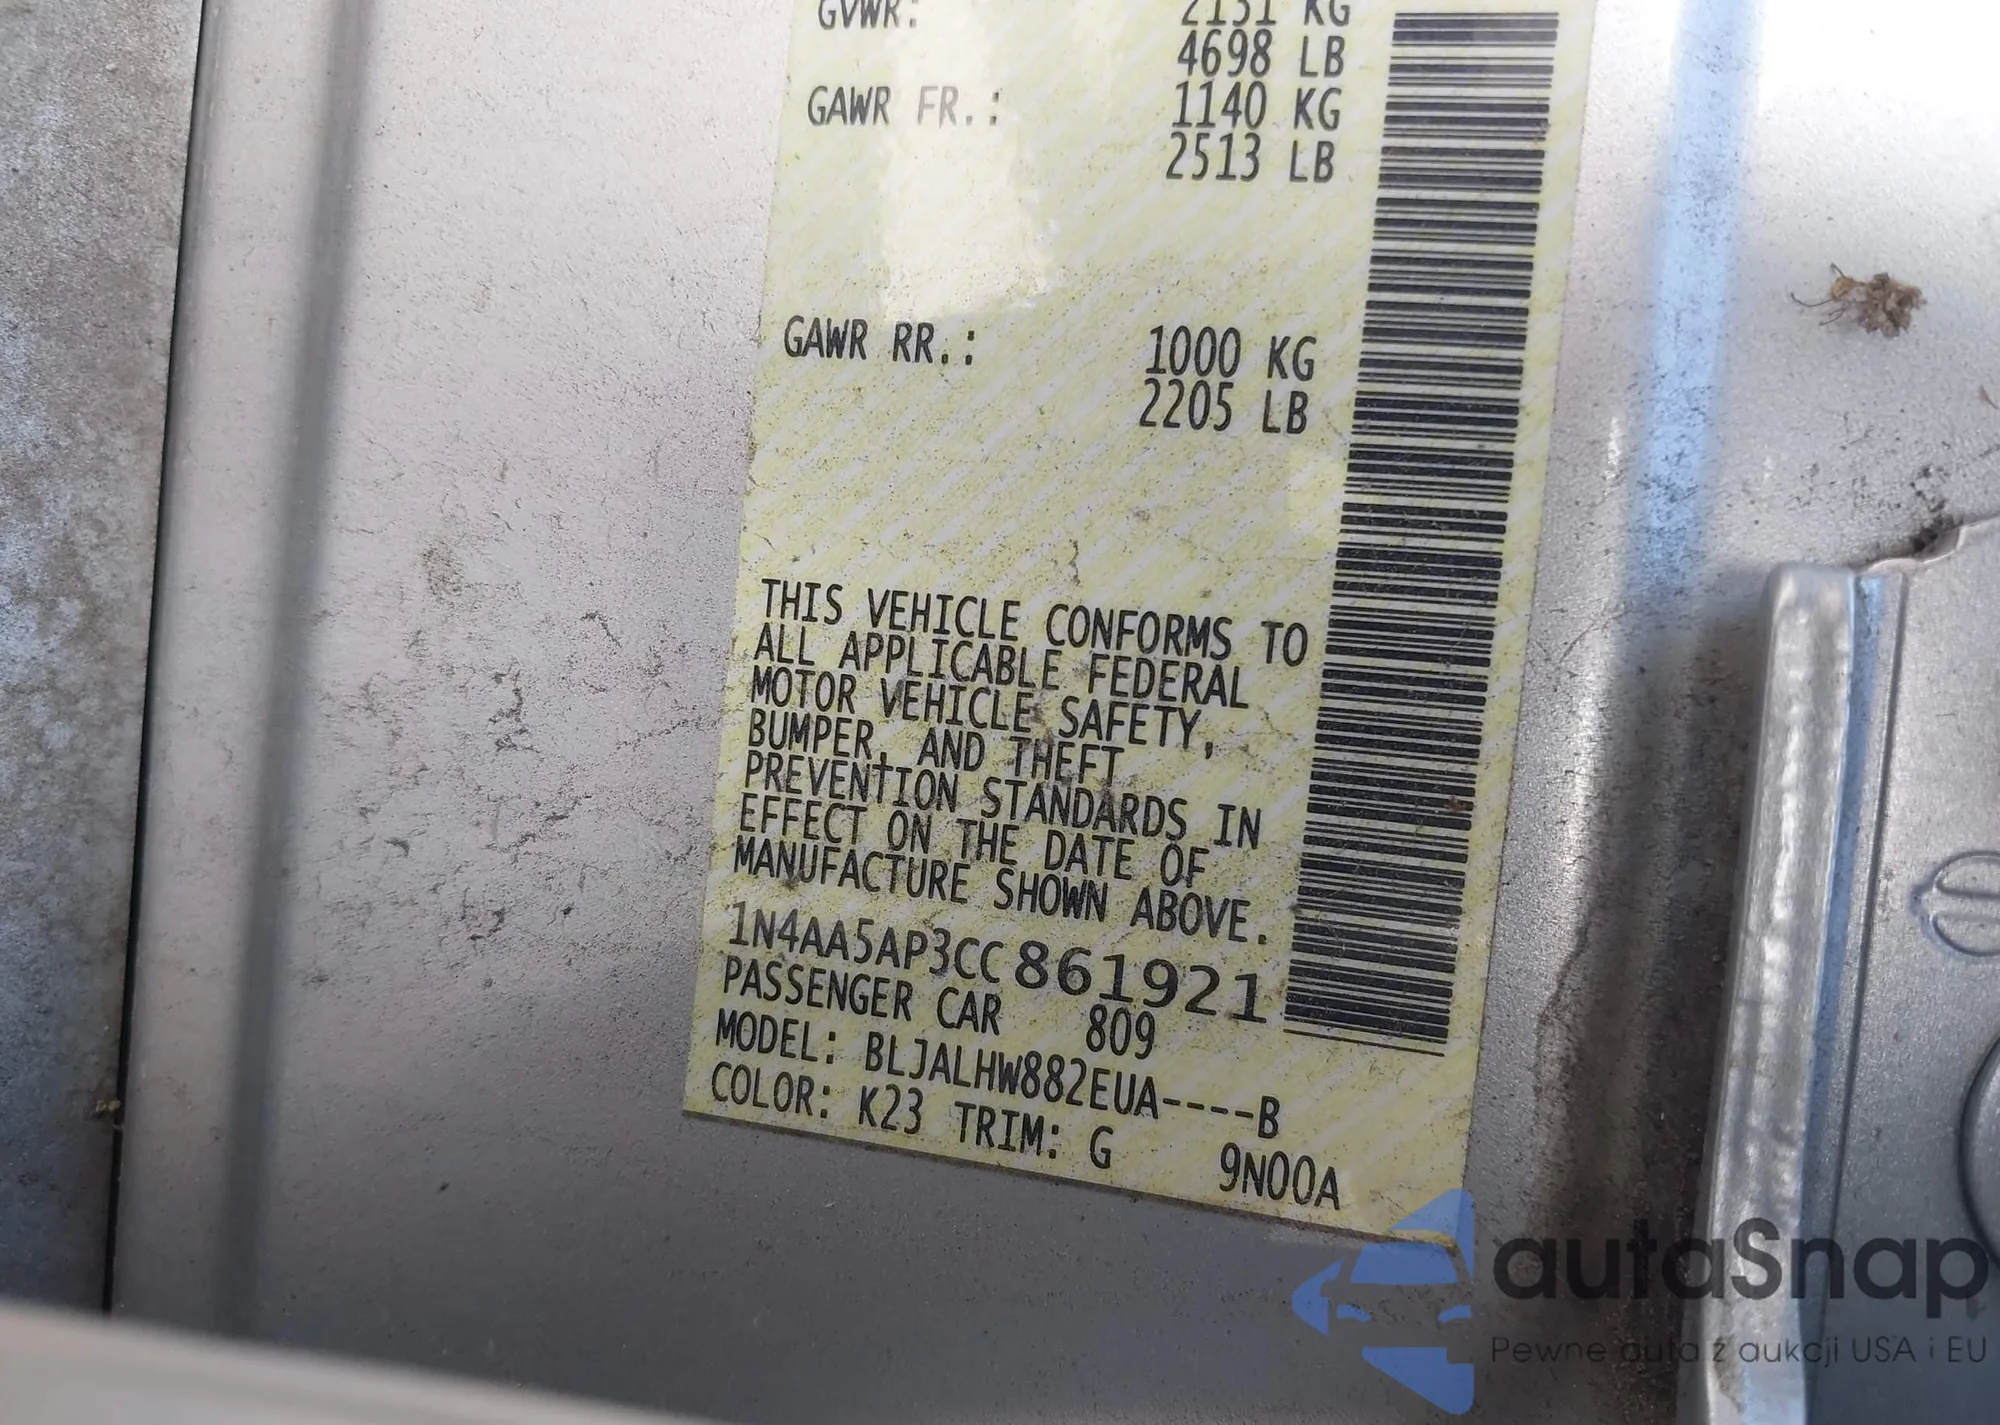 GVWR: 2131 KG
4698 LB
GAWR FR.: 1140 KG
2513 LB
GAWR RR.: 1000 KG
2205 LB
THIS VEHICLE CONFORMS TO
ALL APPLICABLE FEDERAL
MOTOR VEHICLE SAFETY,
BUMPER, AND THEFT
PREVENTION STANDARDS IN
EFFECT ON THE DATE OF
MANUFACTURE SHOWN ABOVE.
1N4AA5AP3CC861921
PASSENGER CAR 809
MODEL: BLJALHW882EUA----B
COLOR: K23 TRIM: G 9N00A
autaSnap
Pewne auta z aukcji USA i EU